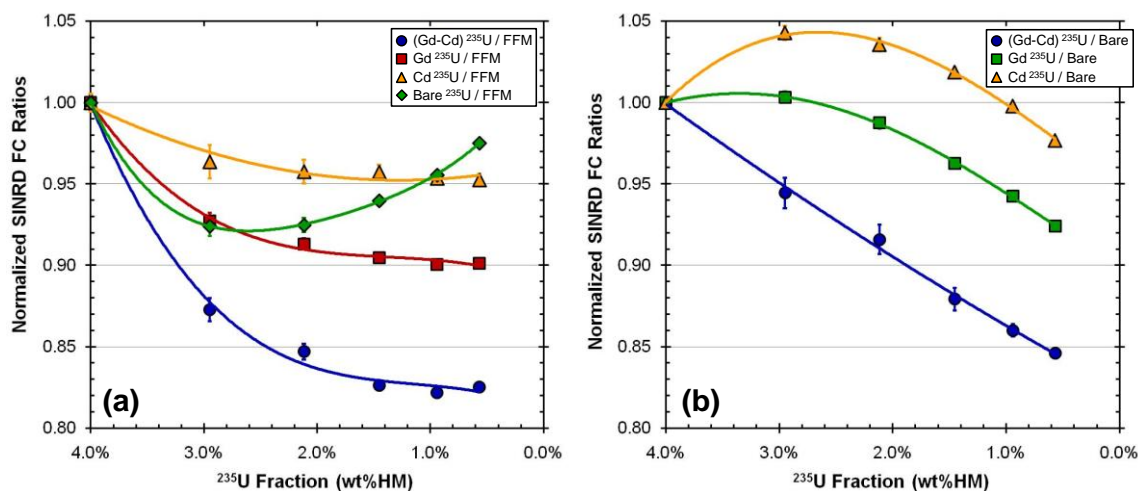 Normalized SINRD FC Ratios
1.05
1.00
0.95
0.90
0.85
0.80
(Gd-Cd) ²³⁵U / FFM
Gd ²³⁵U / FFM
Cd ²³⁵U / FFM
Bare ²³⁵U / FFM
(a)
4.0%
3.0%
2.0%
1.0%
0.0%
²³⁵U Fraction (wt%HM)
Normalized SINRD FC Ratios
1.05
1.00
0.95
0.90
0.85
0.80
(Gd-Cd) ²³⁵U / Bare
Gd ²³⁵U / Bare
Cd ²³⁵U / Bare
(b)
4.0%
3.0%
2.0%
1.0%
0.0%
²³⁵U Fraction (wt%HM)